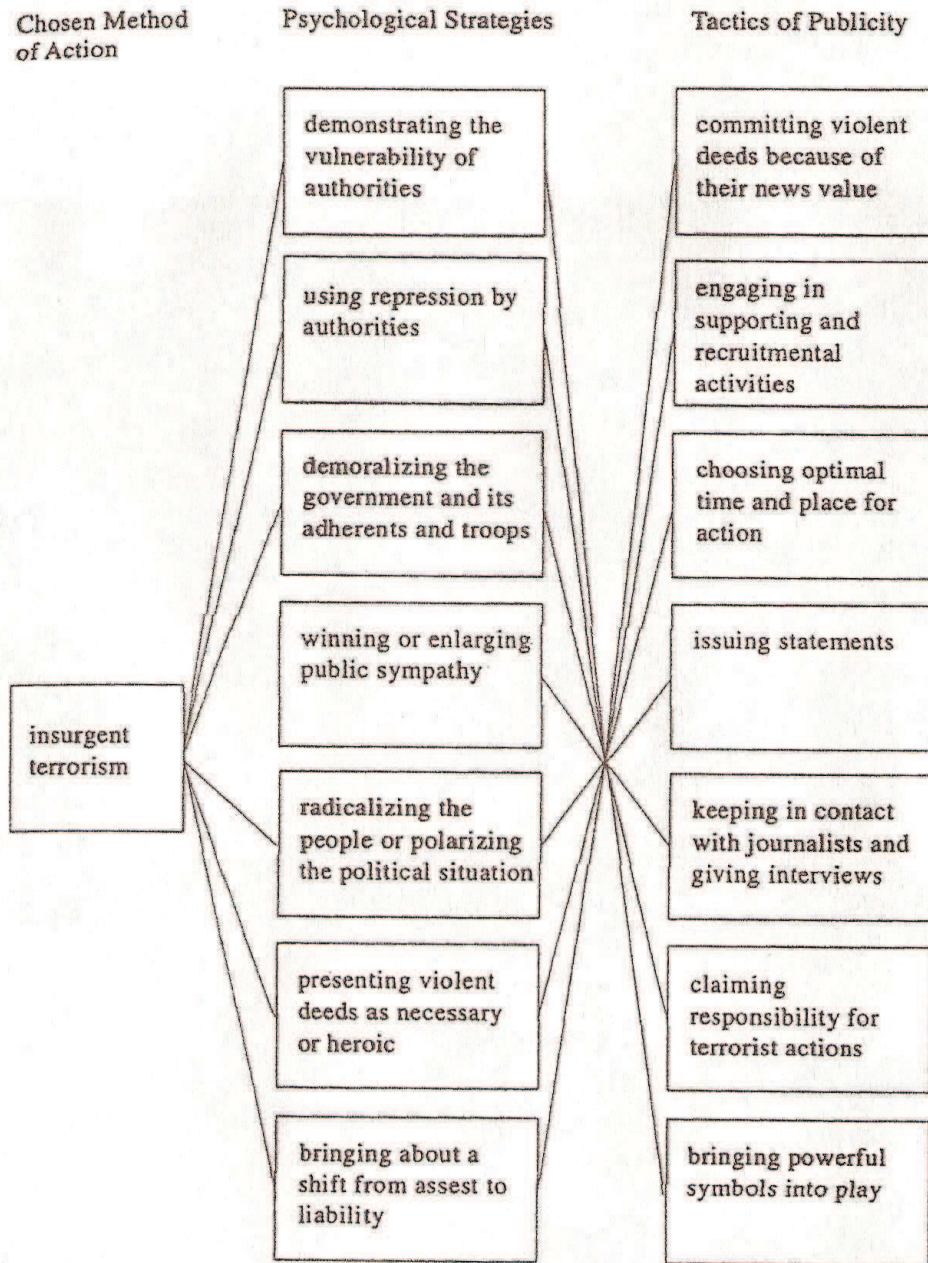 Chosen Method
of Action
Psychological Strategies
Tactics of Publicity
insurgent
terrorism
demonstrating the
vulnerability of
authorities
using repression by
authorities
demoralizing the
government and its
adherents and troops
winning or enlarging
public sympathy
radicalizing the
people or polarizing
the political situation
presenting violent
deeds as necessary
or heroic
bringing about a
shift from assest to
liability
committing violent
deeds because of
their news value
engaging in
supporting and
recruitmental
activities
choosing optimal
time and place for
action
issuing statements
keeping in contact
with journalists and
giving interviews
claiming
responsibility for
terrorist actions
bringing powerful
symbols into play